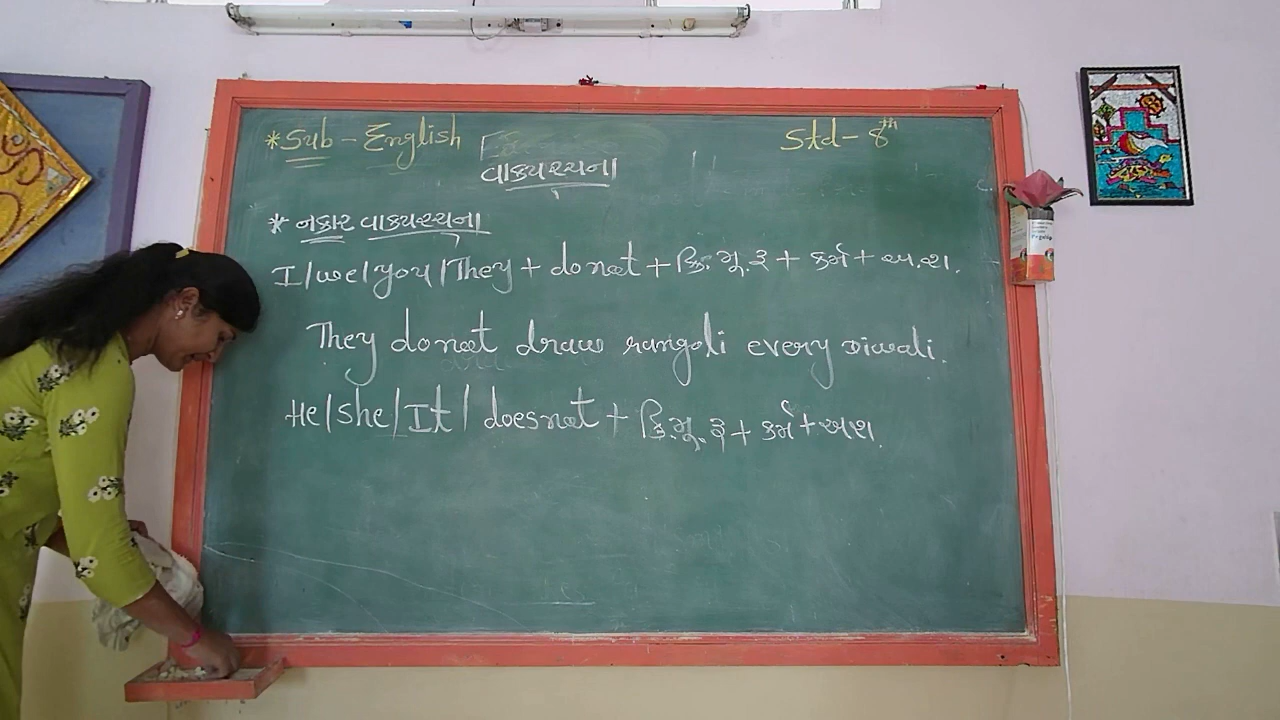 * Sub - English
Std - 8th
વાક્યરચના
* નકાર વાક્યરચના
I/we/you/They + do not + ક્રિ.મૂ.રૂ + કર્મ + અ.શ.
They do not draw rangoli every Diwali.
He/she/It/ does not + ક્રિ.મૂ.રૂ + કર્મ + અશ.